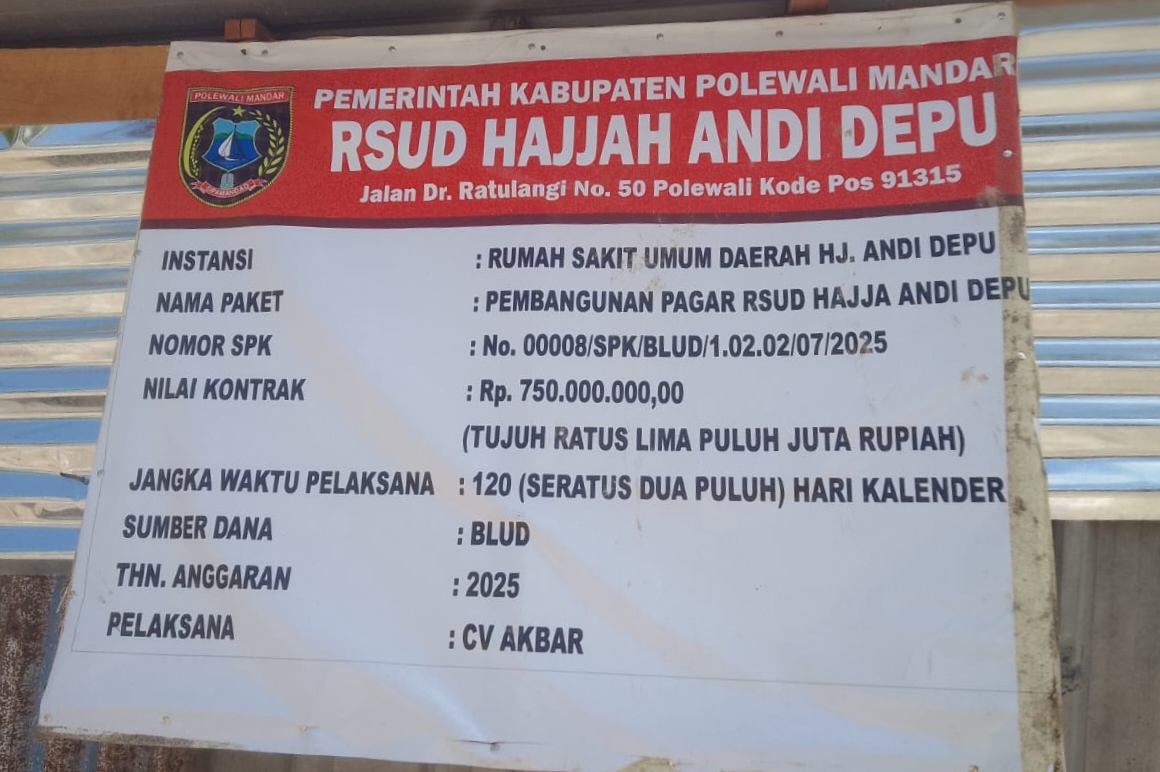 POLEWALI MANDAR
PEMERINTAH KABUPATEN POLEWALI MANDAR
RSUD HAJJAH ANDI DEPU
Jalan Dr. Ratulangi No. 50 Polewali Kode Pos 91315
INSTANSI : RUMAH SAKIT UMUM DAERAH HJ. ANDI DEPU
NAMA PAKET : PEMBANGUNAN PAGAR RSUD HAJJA ANDI DEPU
NOMOR SPK : No. 00008/SPK/BLUD/1.02.02/07/2025
NILAI KONTRAK : Rp. 750.000.000,00
(TUJUH RATUS LIMA PULUH JUTA RUPIAH)
JANGKA WAKTU PELAKSANA : 120 (SERATUS DUA PULUH) HARI KALENDER
SUMBER DANA : BLUD
THN. ANGGARAN : 2025
PELAKSANA : CV AKBAR